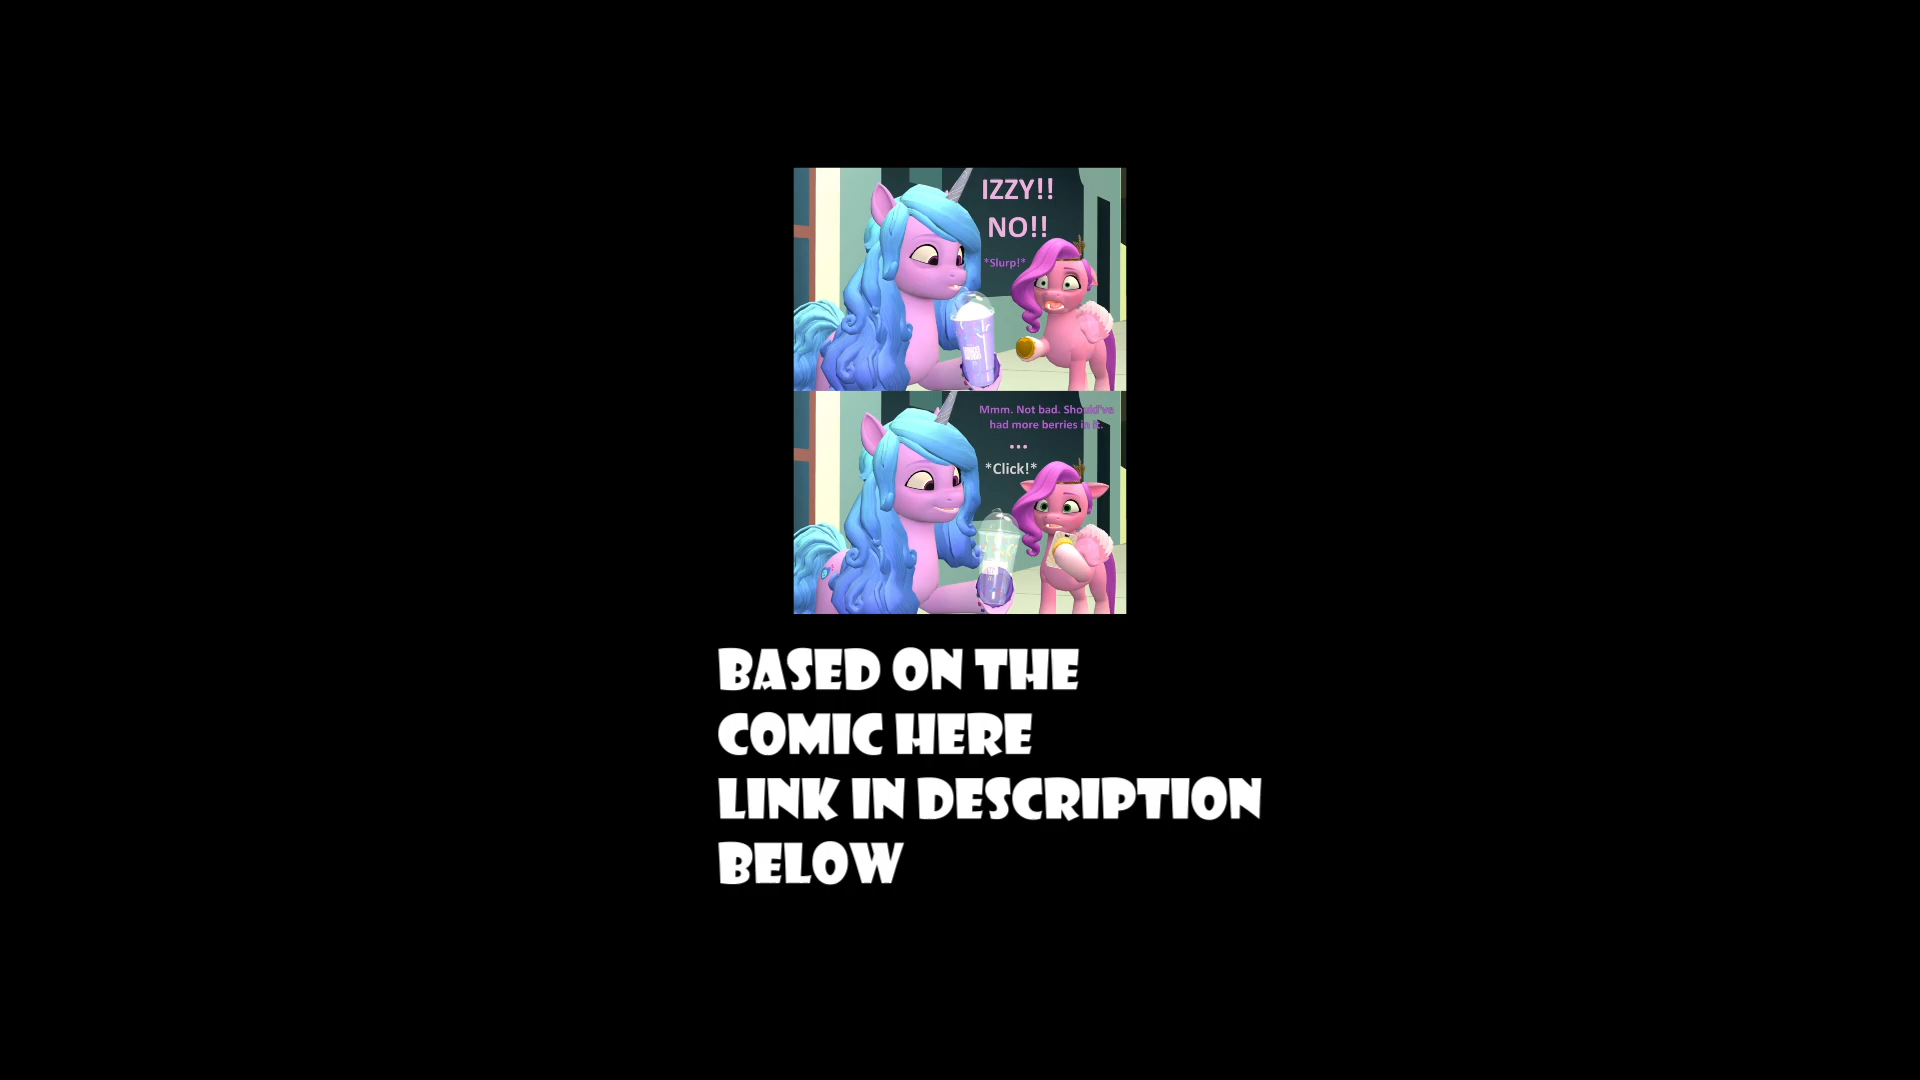 IZZY!!
NO!!
*Slurp!*
Mmm. Not bad. Should've
had more berries in it.
...
*Click!*
BASED ON THE
COMIC HERE
LINK IN DESCRIPTION
BELOW